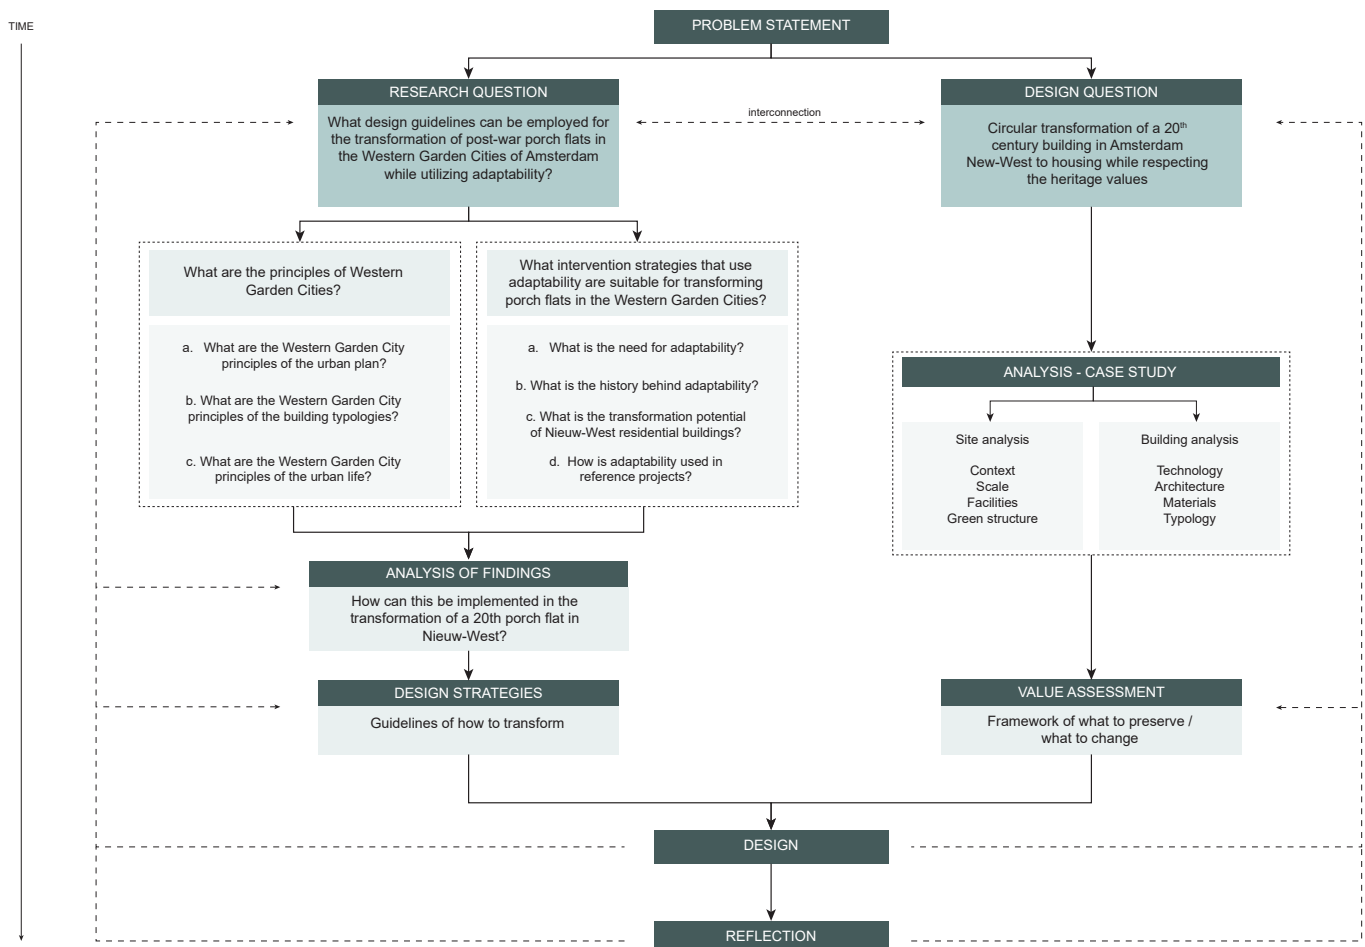 TIME
PROBLEM STATEMENT
RESEARCH QUESTION
What design guidelines can be employed for
the transformation of post-war porch flats in
the Western Garden Cities of Amsterdam
while utilizing adaptability?
interconnection
DESIGN QUESTION
Circular transformation of a 20th
century building in Amsterdam
New-West to housing while respecting
the heritage values
What are the principles of Western
Garden Cities?
a. What are the Western Garden City
principles of the urban plan?
b. What are the Western Garden City
principles of the building typologies?
c. What are the Western Garden City
principles of the urban life?
What intervention strategies that use
adaptability are suitable for transforming
porch flats in the Western Garden Cities?
a. What is the need for adaptability?
b. What is the history behind adaptability?
c. What is the transformation potential
of Nieuw-West residential buildings?
d. How is adaptability used in
reference projects?
ANALYSIS - CASE STUDY
Site analysis
Context
Scale
Facilities
Green structure
Building analysis
Technology
Architecture
Materials
Typology
ANALYSIS OF FINDINGS
How can this be implemented in the
transformation of a 20th porch flat in
Nieuw-West?
DESIGN STRATEGIES
Guidelines of how to transform
VALUE ASSESSMENT
Framework of what to preserve /
what to change
DESIGN
REFLECTION